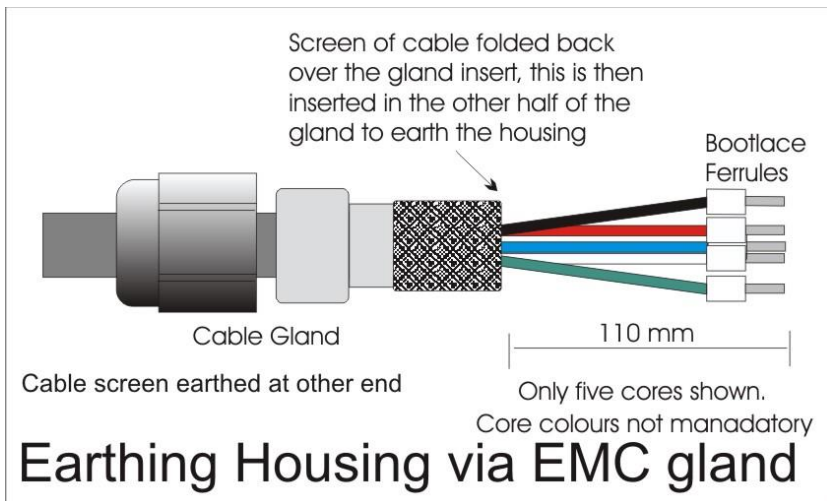 Screen of cable folded back
over the gland insert, this is then
inserted in the other half of the
gland to earth the housing
Bootlace
Ferrules
Cable Gland
110 mm
Cable screen earthed at other end
Only five cores shown.
Core colours not manadatory
Earthing Housing via EMC gland